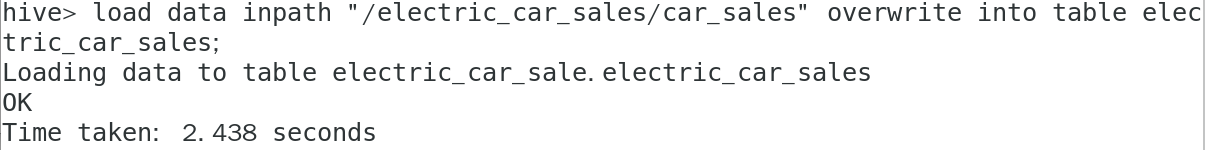 hive> load data inpath "/electric_car_sales/car_sales" overwrite into table elec
tric_car_sales;
Loading data to table electric_car_sale.electric_car_sales
OK
Time taken: 2.438 seconds